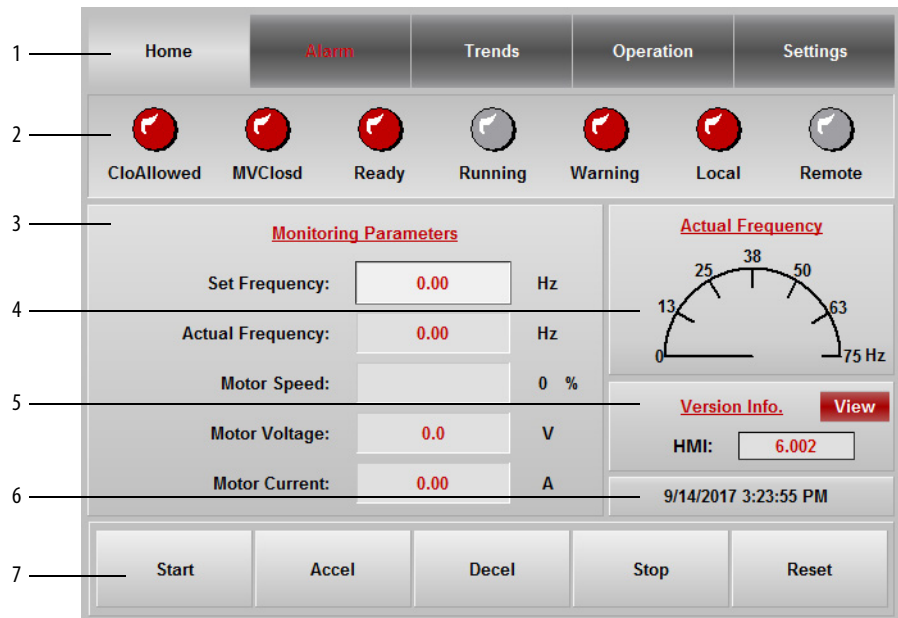 1
Home
Alarm
Trends
Operation
Settings
2
CloAllowed
MVClosd
Ready
Running
Warning
Local
Remote
3
Monitoring Parameters
Set Frequency: 0.00 Hz
4
Actual Frequency: 0.00 Hz
Motor Speed: 0 %
Motor Voltage: 0.0 V
Motor Current: 0.00 A
Actual Frequency
0 13 25 38 50 63 75 Hz
5
Version Info. View
HMI: 6.002
6
9/14/2017 3:23:55 PM
7
Start
Accel
Decel
Stop
Reset